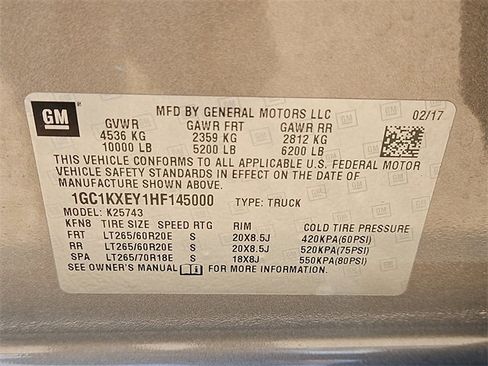 GM
MFD BY GENERAL MOTORS LLC 02/17
GVWR GAWR FRT GAWR RR
4536 KG 2359 KG 2812 KG
10000 LB 5200 LB 6200 LB
THIS VEHICLE CONFORMS TO ALL APPLICABLE U.S. FEDERAL MOTOR
VEHICLE SAFETY STANDARDS IN EFFECT ON THE DATE OF
MANUFACTURE SHOWN ABOVE.
1GC1KXEY1HF145000 TYPE: TRUCK
MODEL: K25743
KFN8 TIRE SIZE SPEED RTG RIM COLD TIRE PRESSURE
FRT LT265/60R20E S 20X8.5J 420KPA(60PSI)
RR LT265/60R20E S 20X8.5J 520KPA(75PSI)
SPA LT265/70R18E S 18X8J 550KPA(80PSI)
SEE OWNER'S MANUAL FOR MORE INFORMATION